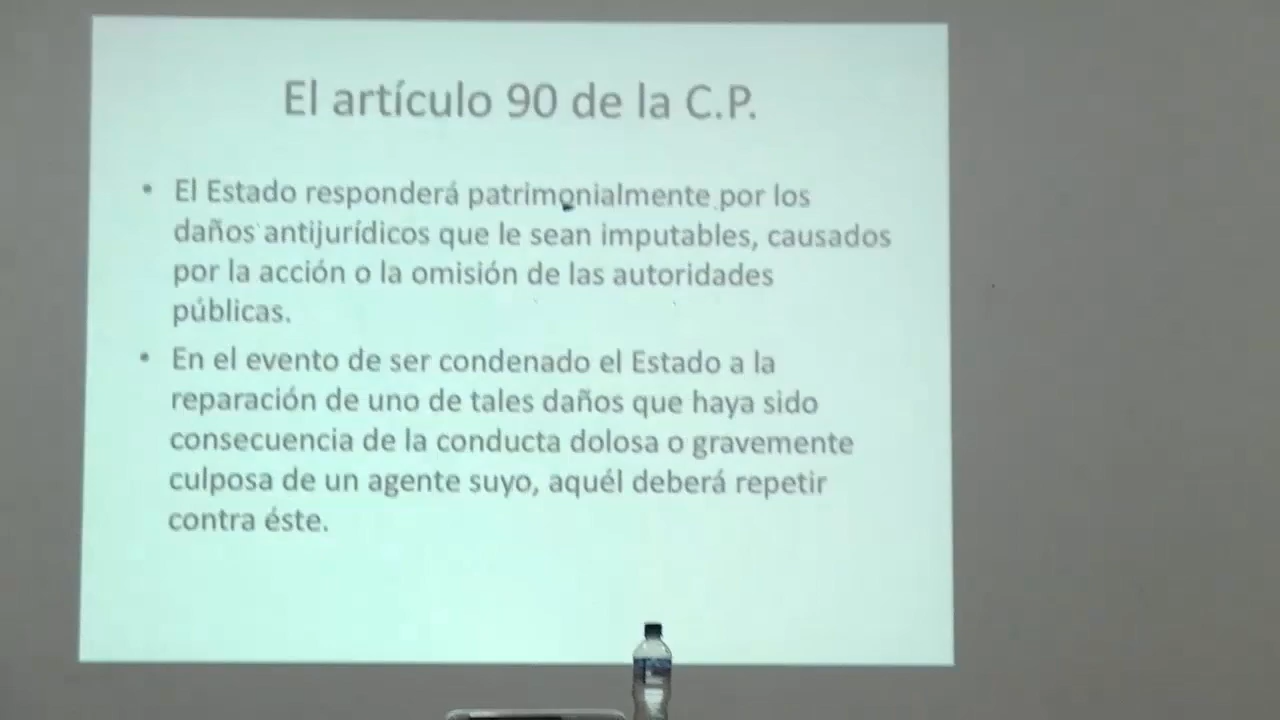 El artículo 90 de la C.P.
• El Estado responderá patrimonialmente por los
daños antijurídicos que le sean imputables, causados
por la acción o la omisión de las autoridades
públicas.
• En el evento de ser condenado el Estado a la
reparación de uno de tales daños que haya sido
consecuencia de la conducta dolosa o gravemente
culposa de un agente suyo, aquél deberá repetir
contra éste.